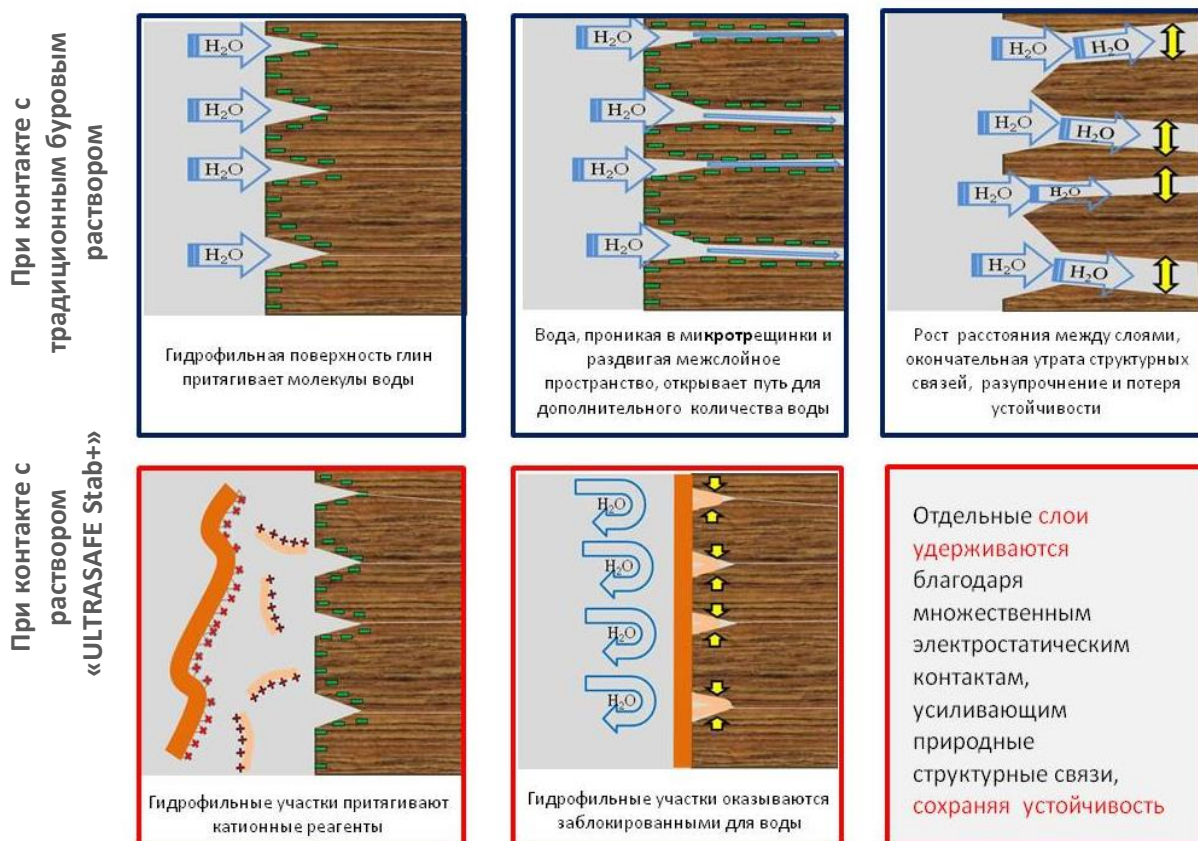 При контакте с
традиционным буровым
раствором
H₂O
H₂O
H₂O
H₂O
Гидрофильная поверхность глин
притягивает молекулы воды
H₂O
H₂O
H₂O
H₂O
Вода, проникая в микротрещинки и
раздвигая межслойное
пространство, открывает путь для
дополнительного количества воды
H₂O H₂O
H₂O H₂O
H₂O H₂O
H₂O H₂O
Рост расстояния между слоями,
окончательная утрата структурных
связей, разупрочнение и потеря
устойчивости
При контакте с
раствором
«ULTRASAFE Stab+»
Гидрофильные участки притягивают
катионные реагенты
H₂O
H₂O
H₂O
H₂O
Гидрофильные участки оказываются
заблокированными для воды
Отдельные слои
удерживаются
благодаря
множественным
электростатическим
контактам,
усиливающим
природные
структурные связи,
сохраняя устойчивость